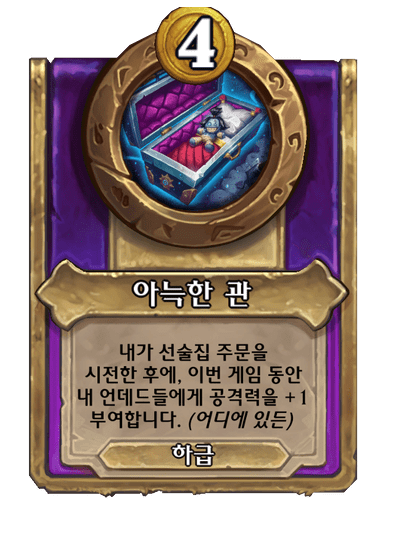 4
아늑한 관
내가 선술집 주문을
시전한 후에, 이번 게임 동안
내 언데드들에게 공격력을 +1
부여합니다. (어디에 있든)
하급